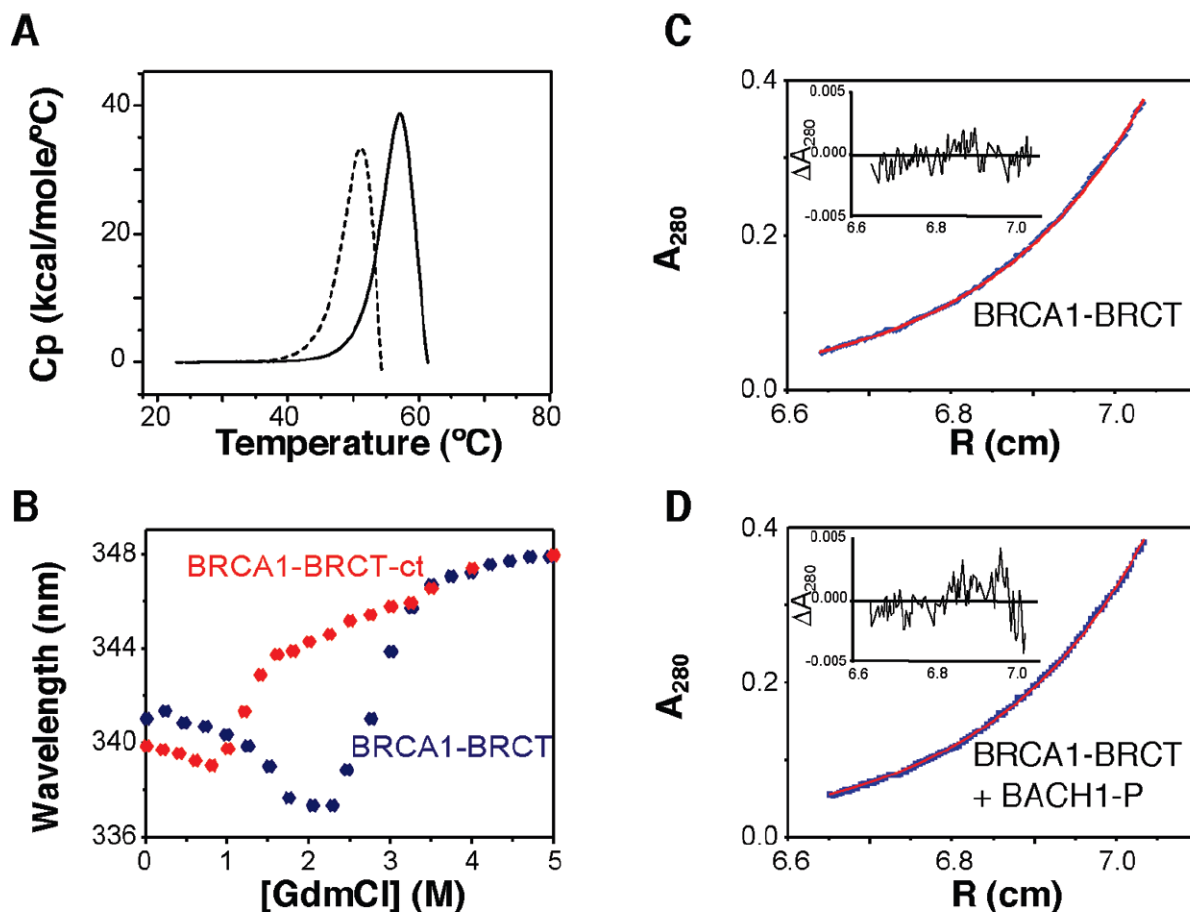 A
Cp (kcal/mole/ºC)
40
20
0
20 40 60 80
Temperature (ºC)
B
Wavelength (nm)
348
344
340
336
BRCA1-BRCT-ct
BRCA1-BRCT
0 1 2 3 4 5
[GdmCl] (M)
C
A280
0.4
0.2
0.0
ΔA280
0.005
0.000
-0.005
6.6 6.8 7.0
BRCA1-BRCT
6.6 6.8 7.0
R (cm)
D
A280
0.4
0.2
0.0
ΔA280
0.005
0.000
-0.005
6.6 6.8 7.0
BRCA1-BRCT
+ BACH1-P
6.6 6.8 7.0
R (cm)